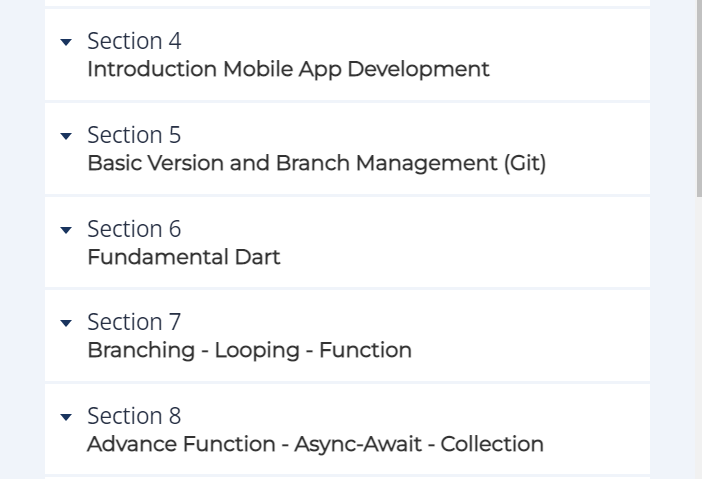 Section 4
Introduction Mobile App Development
Section 5
Basic Version and Branch Management (Git)
Section 6
Fundamental Dart
Section 7
Branching - Looping - Function
Section 8
Advance Function - Async-Await - Collection